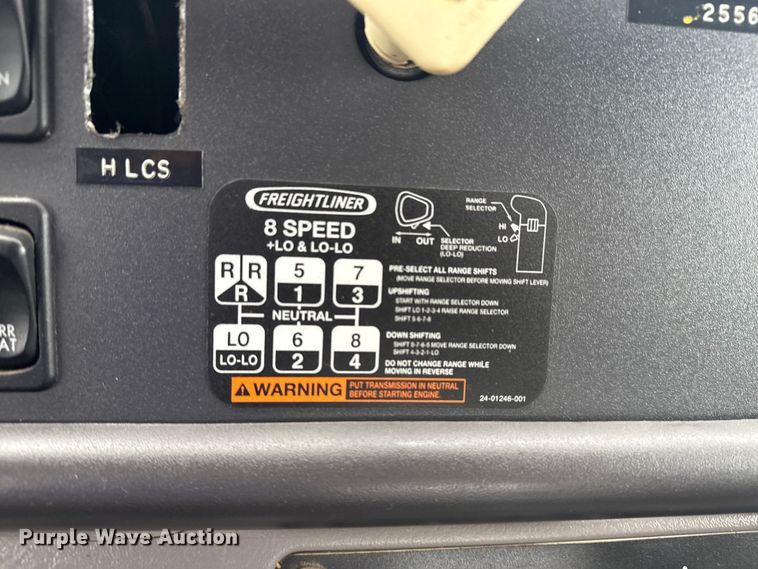 2556
N
H LCS
RR
AT
FREIGHTLINER
8 SPEED
+LO & LO-LO
R R
R
5
1
7
3
NEUTRAL
LO
LO-LO
6
2
8
4
IN OUT
SELECTOR
DEEP REDUCTION
(LO-LO)
RANGE
SELECTOR
HI
LO
PRE-SELECT ALL RANGE SHIFTS
(MOVE RANGE SELECTOR BEFORE MOVING SHIFT LEVER)
UPSHIFTING
START WITH RANGE SELECTOR DOWN
SHIFT LO 1-2-3-4 RAISE RANGE SELECTOR
SHIFT 5-6-7-8
DOWN SHIFTING
SHIFT 8-7-6-5 MOVE RANGE SELECTOR DOWN
SHIFT 4-3-2-1-LO
DO NOT CHANGE RANGE WHILE
MOVING IN REVERSE
WARNING
PUT TRANSMISSION IN NEUTRAL
BEFORE STARTING ENGINE.
24-01246-001
Purple Wave Auction